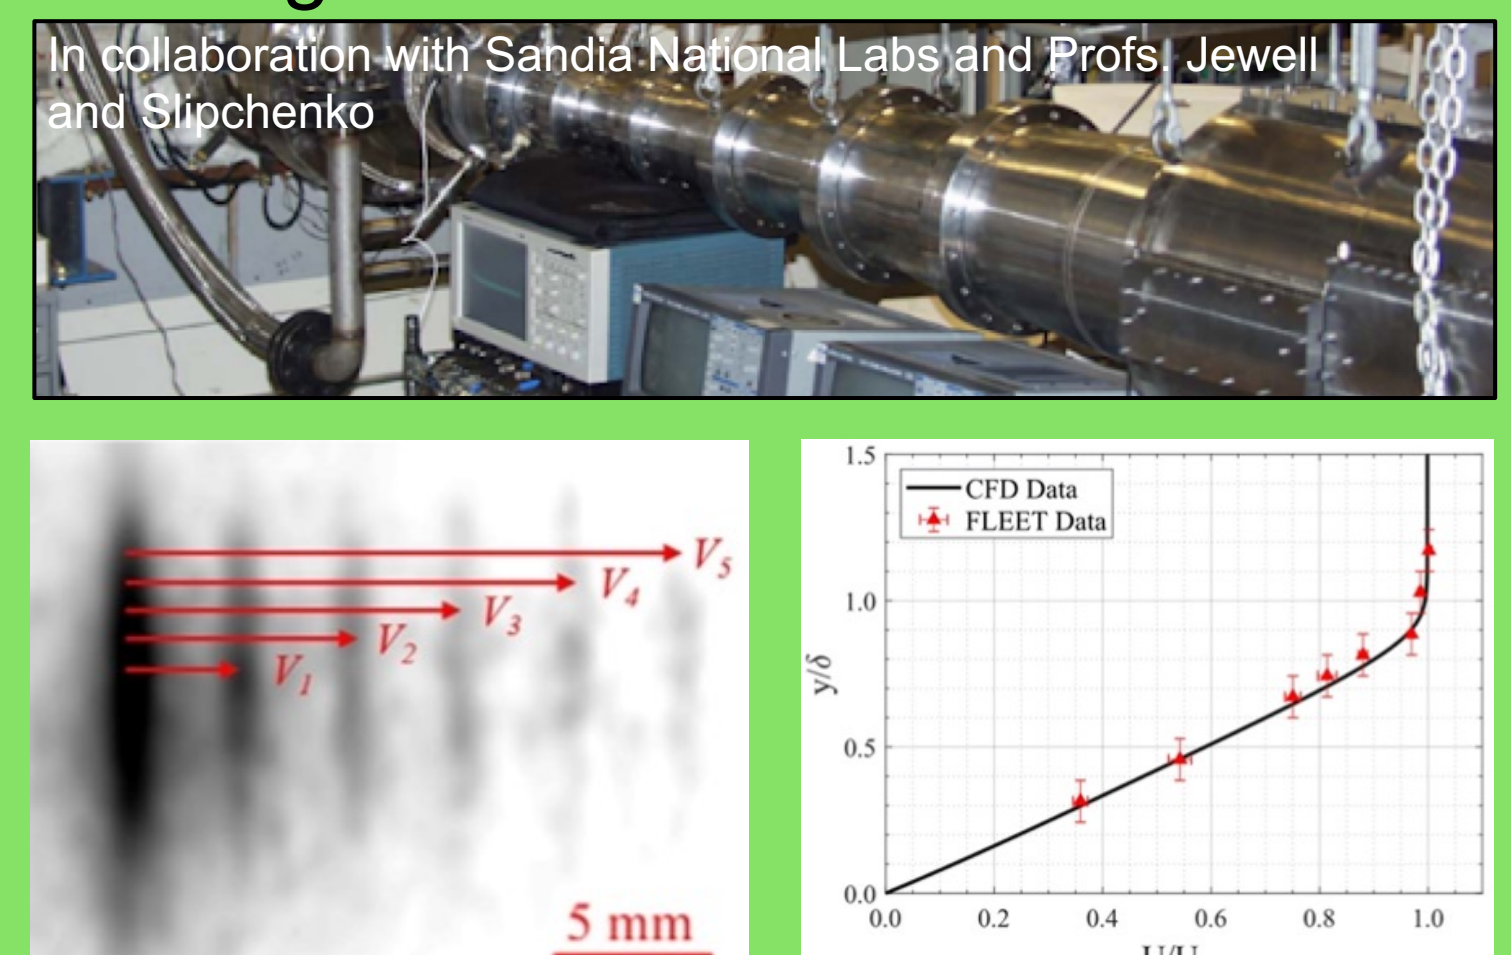 In collaboration with Sandia National Labs and Profs. Jewell
and Slipchenko
V5
V4
V3
V2
V1
5 mm
CFD Data
FLEET Data
1.5
1.0
0.5
0.0
y/δ
0.0 0.2 0.4 0.6 0.8 1.0